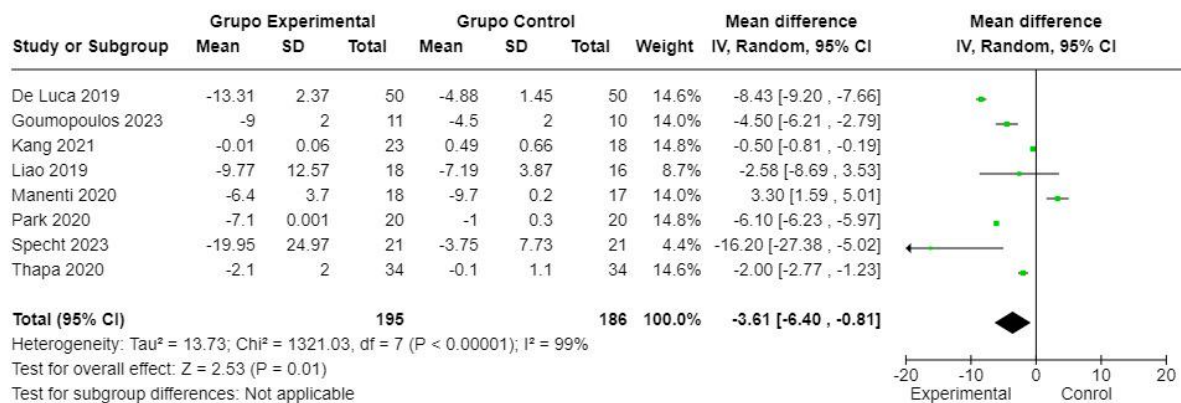 Grupo Experimental Grupo Control Mean difference Mean difference
Study or Subgroup Mean SD Total Mean SD Total Weight IV, Random, 95% CI IV, Random, 95% CI
De Luca 2019 -13.31 2.37 50 -4.88 1.45 50 14.6% -8.43 [-9.20 , -7.66]
Goumopoulos 2023 -9 2 11 -4.5 2 10 14.0% -4.50 [-6.21 , -2.79]
Kang 2021 -0.01 0.06 23 0.49 0.66 18 14.8% -0.50 [-0.81 , -0.19]
Liao 2019 -9.77 12.57 18 -7.19 3.87 16 8.7% -2.58 [-8.69 , 3.53]
Manenti 2020 -6.4 3.7 18 -9.7 0.2 17 14.0% 3.30 [1.59 , 5.01]
Park 2020 -7.1 0.001 20 -1 0.3 20 14.8% -6.10 [-6.23 , -5.97]
Specht 2023 -19.95 24.97 21 -3.75 7.73 21 4.4% -16.20 [-27.38 , -5.02]
Thapa 2020 -2.1 2 34 -0.1 1.1 34 14.6% -2.00 [-2.77 , -1.23]
Total (95% CI) 195 186 100.0% -3.61 [-6.40 , -0.81]
Heterogeneity: Tau² = 13.73; Chi² = 1321.03, df = 7 (P < 0.00001); I² = 99%
Test for overall effect: Z = 2.53 (P = 0.01)
Test for subgroup differences: Not applicable
-20 -10 0 10 20
Experimental Conrol